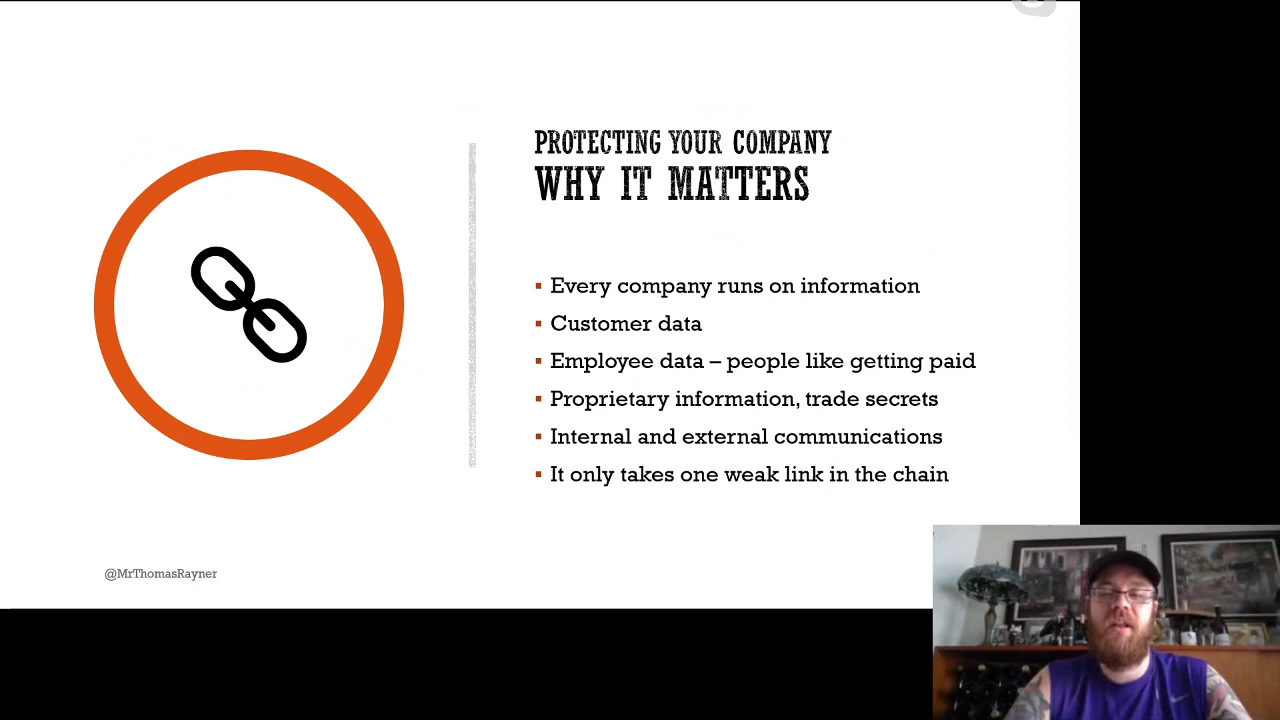 PROTECTING YOUR COMPANY
WHY IT MATTERS
Every company runs on information
Customer data
Employee data – people like getting paid
Proprietary information, trade secrets
Internal and external communications
It only takes one weak link in the chain
@MrThomasRayner